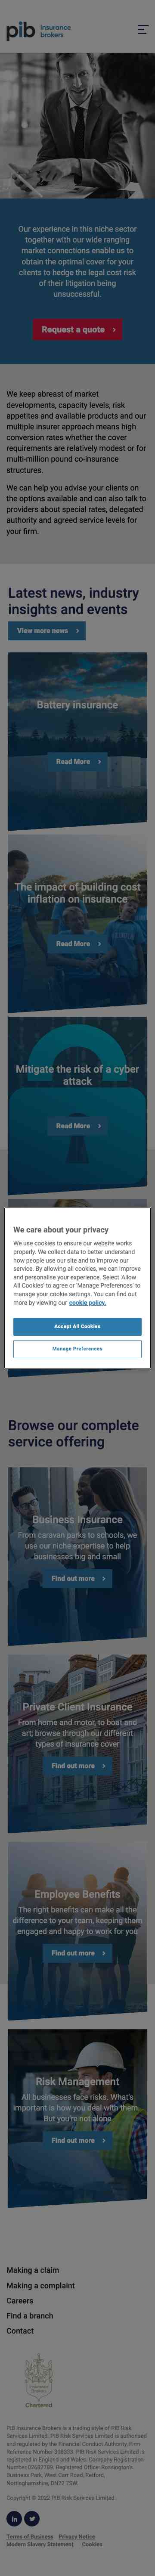 pib insurance
brokers
Our experience in this niche sector
together with our wide ranging
market connections enable us to
obtain the optimal cover for your
clients to hedge the legal cost risk
of their litigation being
unsuccessful.
Request a quote
We keep abreast of market
developments, capacity levels, risk
appetites and available products and our
multiple insurer approach means high
conversion rates whether the cover
requirements are relatively modest or for
multi-million pound co-insurance
structures.
We can help you advise your clients on
the options available and can also talk to
providers about special rates, delegated
authority and agreed service levels for
your firm.
Latest news, industry
insights and events
View more news
Battery insurance
Read More
The impact of building cost
inflation on insurance
Read More
Mitigate the risk of a cyber
attack
Read More
We care about your privacy
We use cookies to ensure our website works
properly. We collect data to better understand
how people use our site and so we improve our
service. By allowing all cookies, we can improve
and personalise your experience. Select 'Allow
All Cookies' to agree or 'Manage Preferences' to
manage your cookie settings. You can find out
more by viewing our cookie policy.
Accept All Cookies
Manage Preferences
Browse our complete
service offering
Business Insurance
From caravan parks to schools, we
use our niche expertise to help
businesses big and small
Find out more
Private Client Insurance
From home and motor, to boat and
art; browse through our different
types of insurance cover
Find out more
Employee Benefits
The right benefits can make all the
difference to your team, keeping them
engaged and happy to work for you
Find out more
Risk Management
All businesses face risks. What's
important is how you deal with them.
But you're not alone
Find out more
Making a claim
Making a complaint
Careers
Find a branch
Contact
Insurance
Brokers
Chartered
PIB Insurance Brokers is a trading style of PIB Risk
Services Limited. PIB Risk Services Limited is authorised
and regulated by the Financial Conduct Authority, Firm
Reference Number 308333. PIB Risk Services Limited is
registered in England and Wales. Company Registration
Number 02682789. Registered Office: Rossington's
Business Park, West Carr Road, Retford,
Nottinghamshire, DN22 7SW.
Copyright © 2022 PIB Risk Services Limited.
Terms of Business Privacy Notice
Modern Slavery Statement Cookies